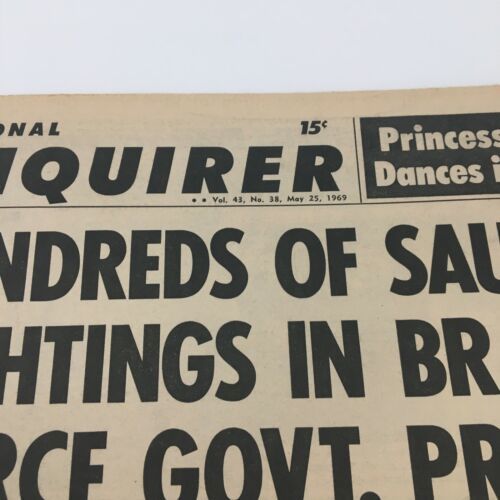 ONAL
15¢
NQUIRER
•• Vol. 43, No. 38, May 25, 1969
Princess
Dances i
NDREDS OF SAU
HTINGS IN BR
RCE GOVT. PR